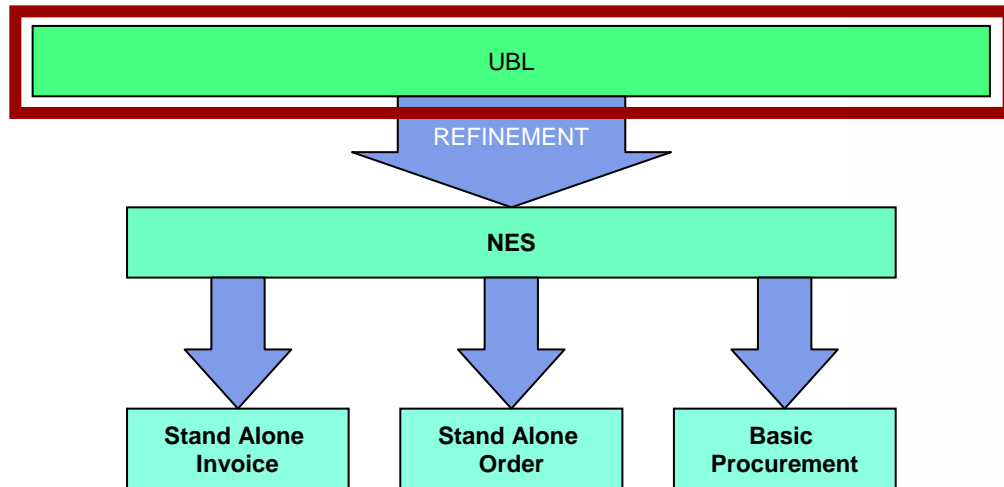 UBL
REFINEMENT
NES
Stand Alone
Invoice
Stand Alone
Order
Basic
Procurement